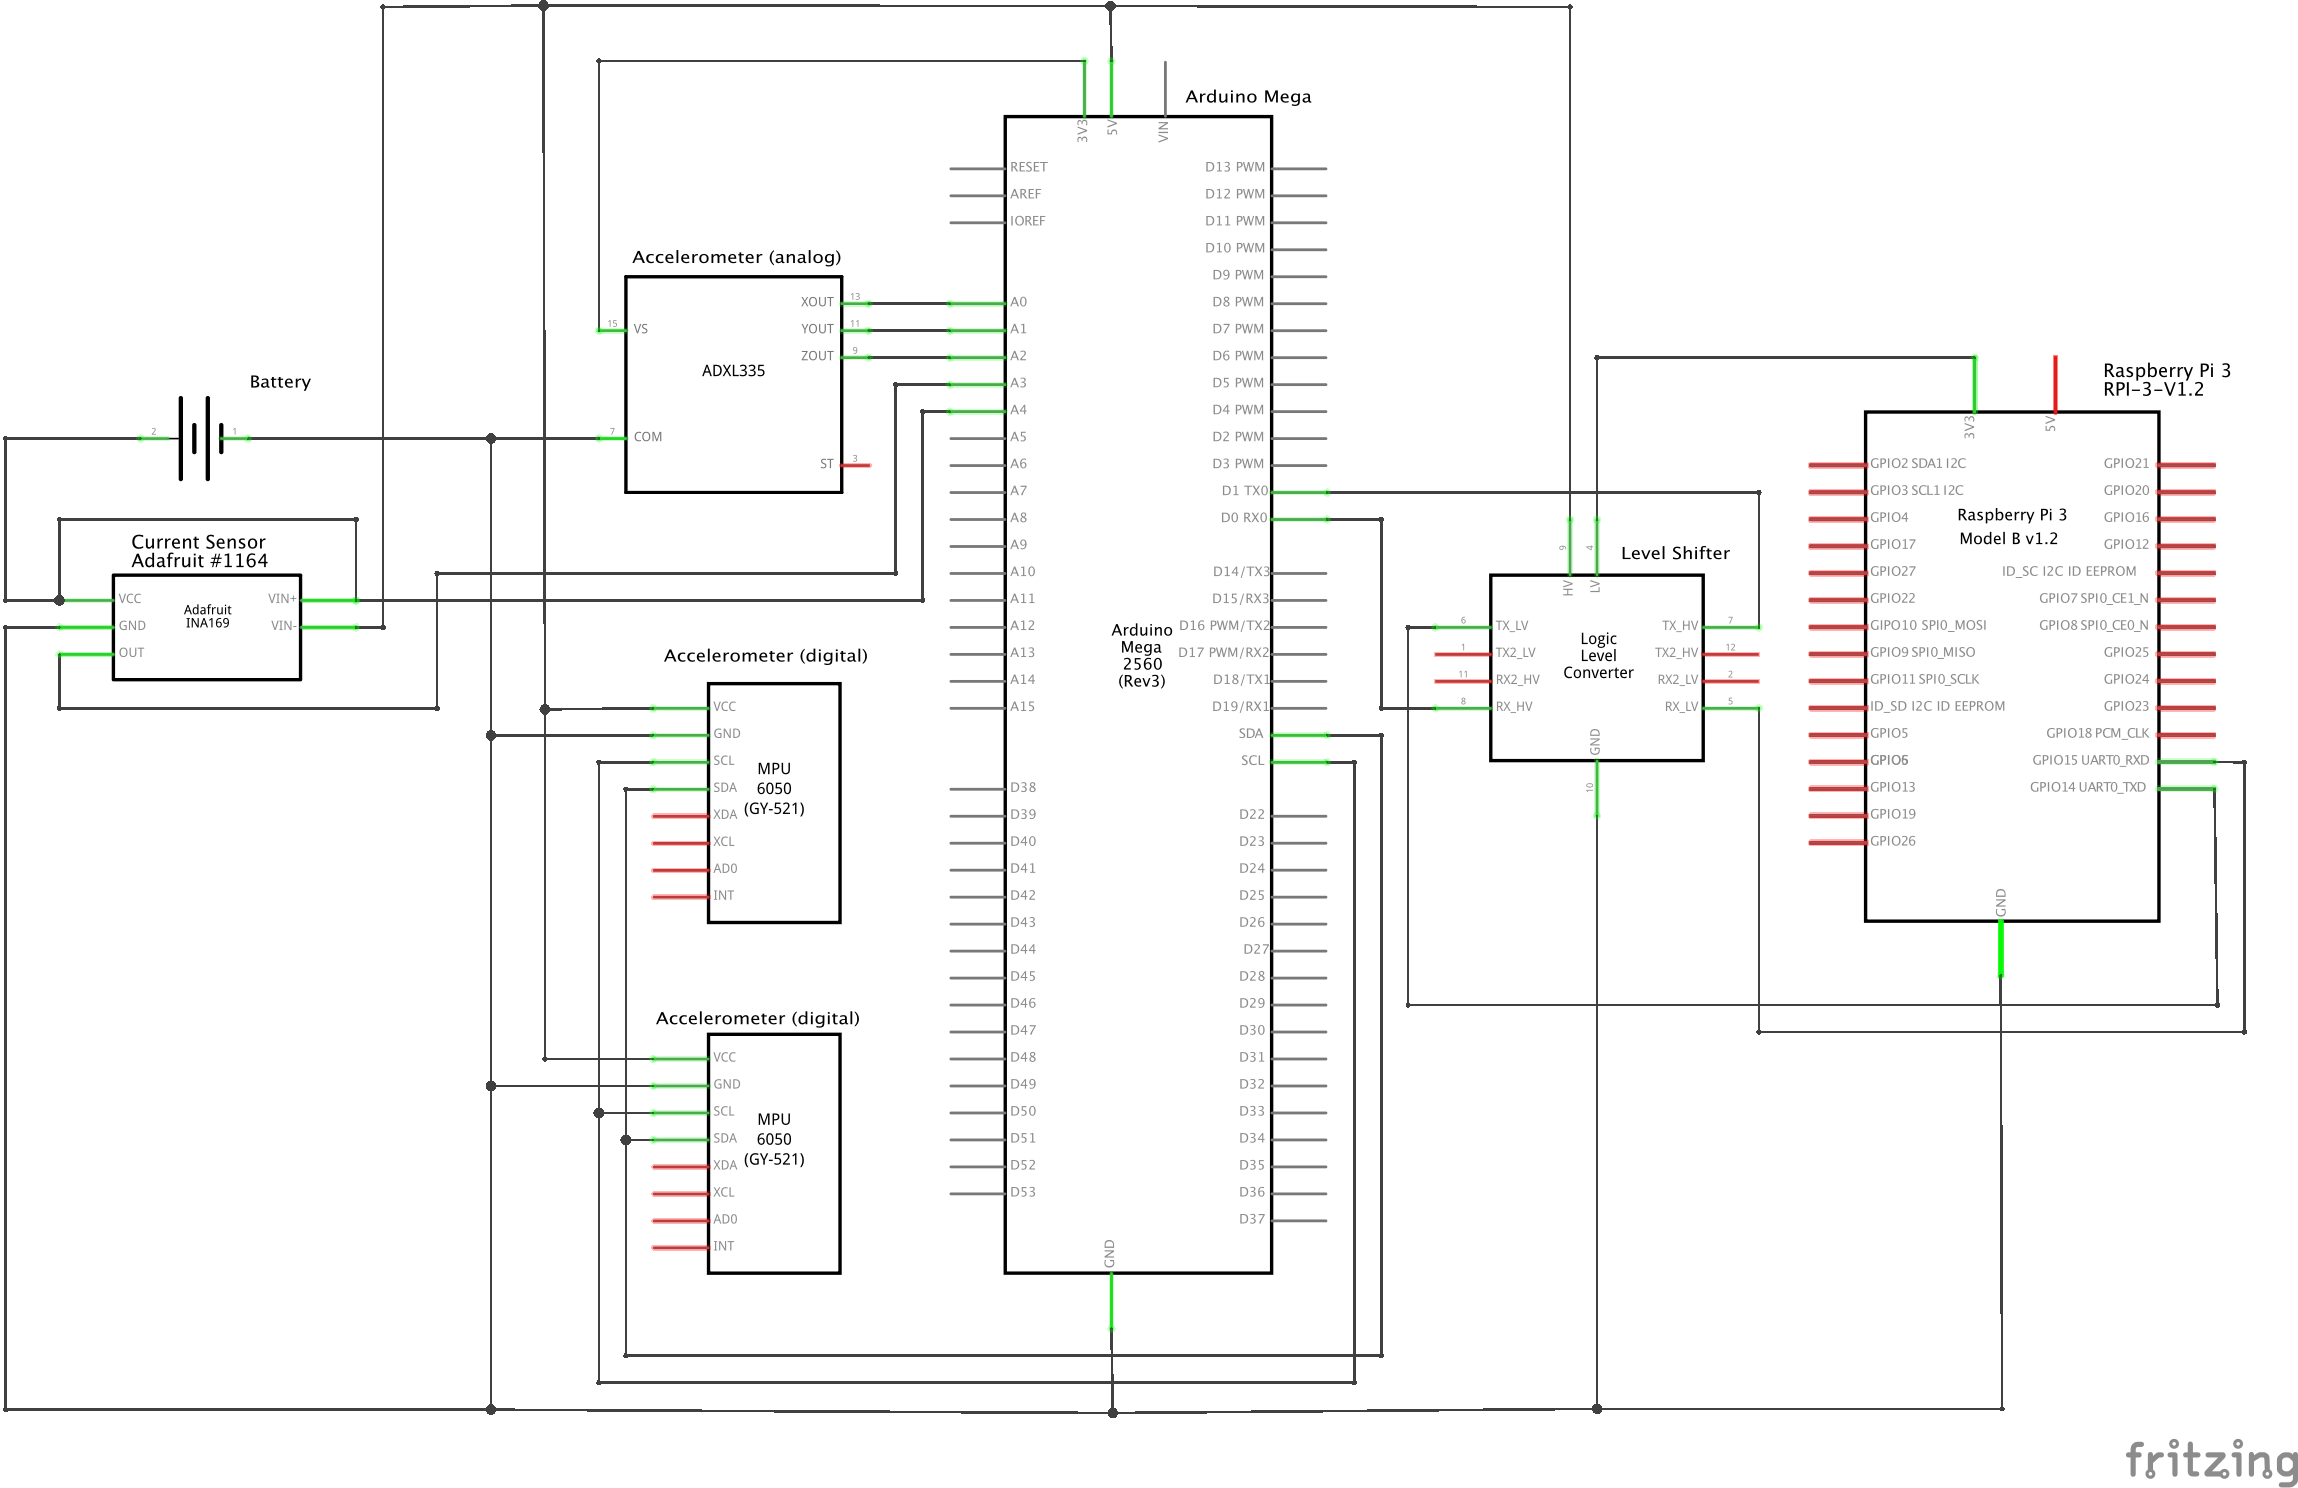 Arduino Mega
3V3
5V
VIN
RESET
AREF
IOREF
A0
A1
A2
A3
A4
A5
A6
A7
A8
A9
A10
A11
A12
A13
A14
A15
D38
D39
D40
D41
D42
D43
D44
D45
D46
D47
D48
D49
D50
D51
D52
D53
D13 PWM
D12 PWM
D11 PWM
D10 PWM
D9 PWM
D8 PWM
D7 PWM
D6 PWM
D5 PWM
D4 PWM
D2 PWM
D3 PWM
D1 TX0
D0 RX0
D14/TX3
D15/RX3
D16 PWM/TX2
D17 PWM/RX2
D18/TX1
D19/RX1
SDA
SCL
D22
D23
D24
D25
D26
D27
D28
D29
D30
D31
D32
D33
D34
D35
D36
D37
GND
Arduino
Mega
2560
(Rev3)
Accelerometer (analog)
XOUT 13
YOUT 11
ZOUT 9
15 VS
ADXL335
7 COM
ST 3
Battery
2
1
Current Sensor
Adafruit #1164
VCC
GND
OUT
VIN+
VIN-
Adafruit
INA169
Accelerometer (digital)
VCC
GND
SCL
SDA
XDA
XCL
AD0
INT
MPU
6050
(GY-521)
Accelerometer (digital)
VCC
GND
SCL
SDA
XDA
XCL
AD0
INT
MPU
6050
(GY-521)
Level Shifter
9
4
HV
LV
6 TX_LV
1 TX2_LV
11 RX2_HV
8 RX_HV
TX_HV 7
TX2_HV 12
RX2_LV 2
RX_LV 5
Logic
Level
Converter
GND
10
Raspberry Pi 3
RPI-3-V1.2
3V3
5V
GPIO2 SDA1 I2C
GPIO3 SCL1 I2C
GPIO4
GPIO17
GPIO27
GPIO22
GIPO10 SPI0_MOSI
GPIO9 SPI0_MISO
GPIO11 SPI0_SCLK
ID_SD I2C ID EEPROM
GPIO5
GPIO6
GPIO13
GPIO19
GPIO26
Raspberry Pi 3
Model B v1.2
GPIO21
GPIO20
GPIO16
GPIO12
ID_SC I2C ID EEPROM
GPIO7 SPI0_CE1_N
GPIO8 SPI0_CE0_N
GPIO25
GPIO24
GPIO23
GPIO18 PCM_CLK
GPIO15 UART0_RXD
GPIO14 UART0_TXD
GND
fritzing